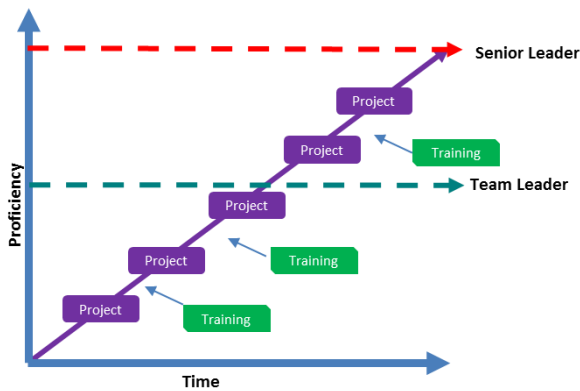 Senior Leader
Project
Project
Training
Team Leader
Project
Proficiency
Project
Training
Project
Training
Time